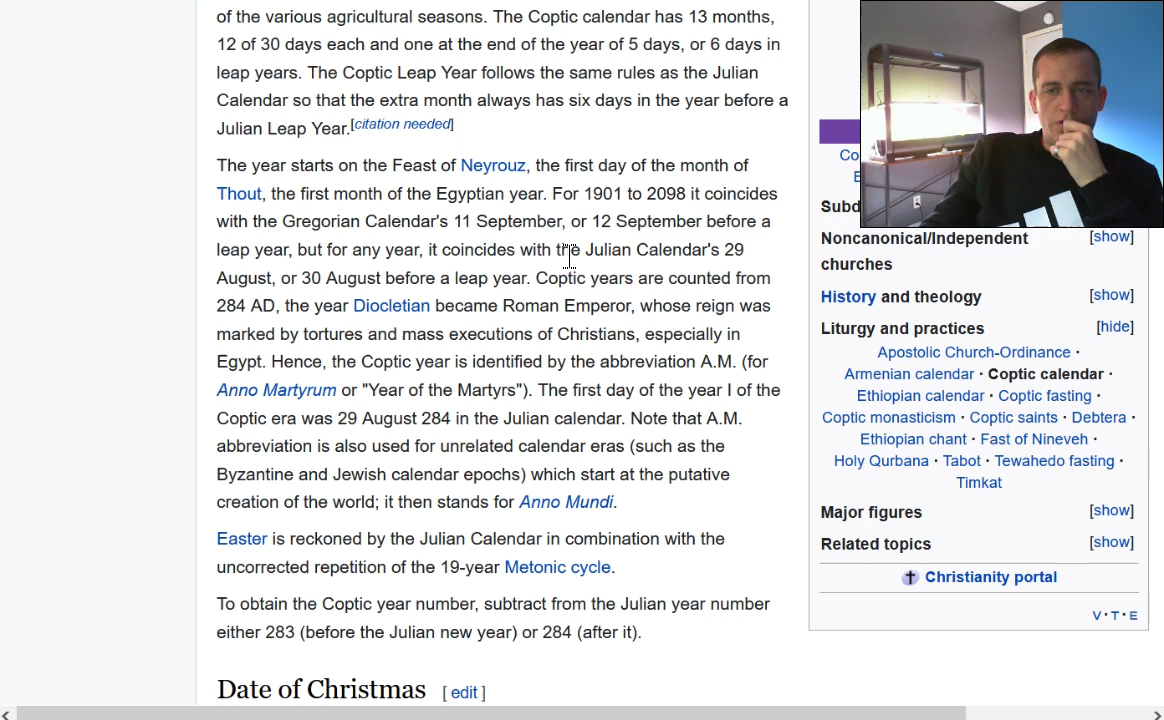 of the various agricultural seasons. The Coptic calendar has 13 months,
12 of 30 days each and one at the end of the year of 5 days, or 6 days in
leap years. The Coptic Leap Year follows the same rules as the Julian
Calendar so that the extra month always has six days in the year before a
Julian Leap Year.[citation needed]
The year starts on the Feast of Neyrouz, the first day of the month of
Thout, the first month of the Egyptian year. For 1901 to 2098 it coincides
with the Gregorian Calendar's 11 September, or 12 September before a
leap year, but for any year, it coincides with the Julian Calendar's 29
August, or 30 August before a leap year. Coptic years are counted from
284 AD, the year Diocletian became Roman Emperor, whose reign was
marked by tortures and mass executions of Christians, especially in
Egypt. Hence, the Coptic year is identified by the abbreviation A.M. (for
Anno Martyrum or "Year of the Martyrs"). The first day of the year I of the
Coptic era was 29 August 284 in the Julian calendar. Note that A.M.
abbreviation is also used for unrelated calendar eras (such as the
Byzantine and Jewish calendar epochs) which start at the putative
creation of the world; it then stands for Anno Mundi.
Easter is reckoned by the Julian Calendar in combination with the
uncorrected repetition of the 19-year Metonic cycle.
To obtain the Coptic year number, subtract from the Julian year number
either 283 (before the Julian new year) or 284 (after it).
Date of Christmas [ edit ]
Co
E
Subd
Noncanonical/Independent [show]
churches
History and theology [show]
Liturgy and practices [hide]
Apostolic Church-Ordinance ·
Armenian calendar · Coptic calendar ·
Ethiopian calendar · Coptic fasting ·
Coptic monasticism · Coptic saints · Debtera ·
Ethiopian chant · Fast of Nineveh ·
Holy Qurbana · Tabot · Tewahedo fasting ·
Timkat
Major figures [show]
Related topics [show]
Christianity portal
V · T · E